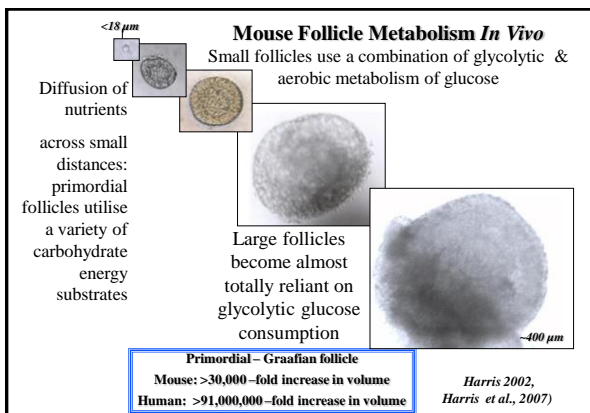 <18 µm
Mouse Follicle Metabolism In Vivo
Small follicles use a combination of glycolytic &
aerobic metabolism of glucose
Diffusion of
nutrients
across small
distances:
primordial
follicles utilise
a variety of
carbohydrate
energy
substrates
Large follicles
become almost
totally reliant on
glycolytic glucose
consumption
~400 µm
Primordial – Graafian follicle
Mouse: >30,000 –fold increase in volume
Human: >91,000,000 –fold increase in volume
Harris 2002,
Harris et al., 2007)